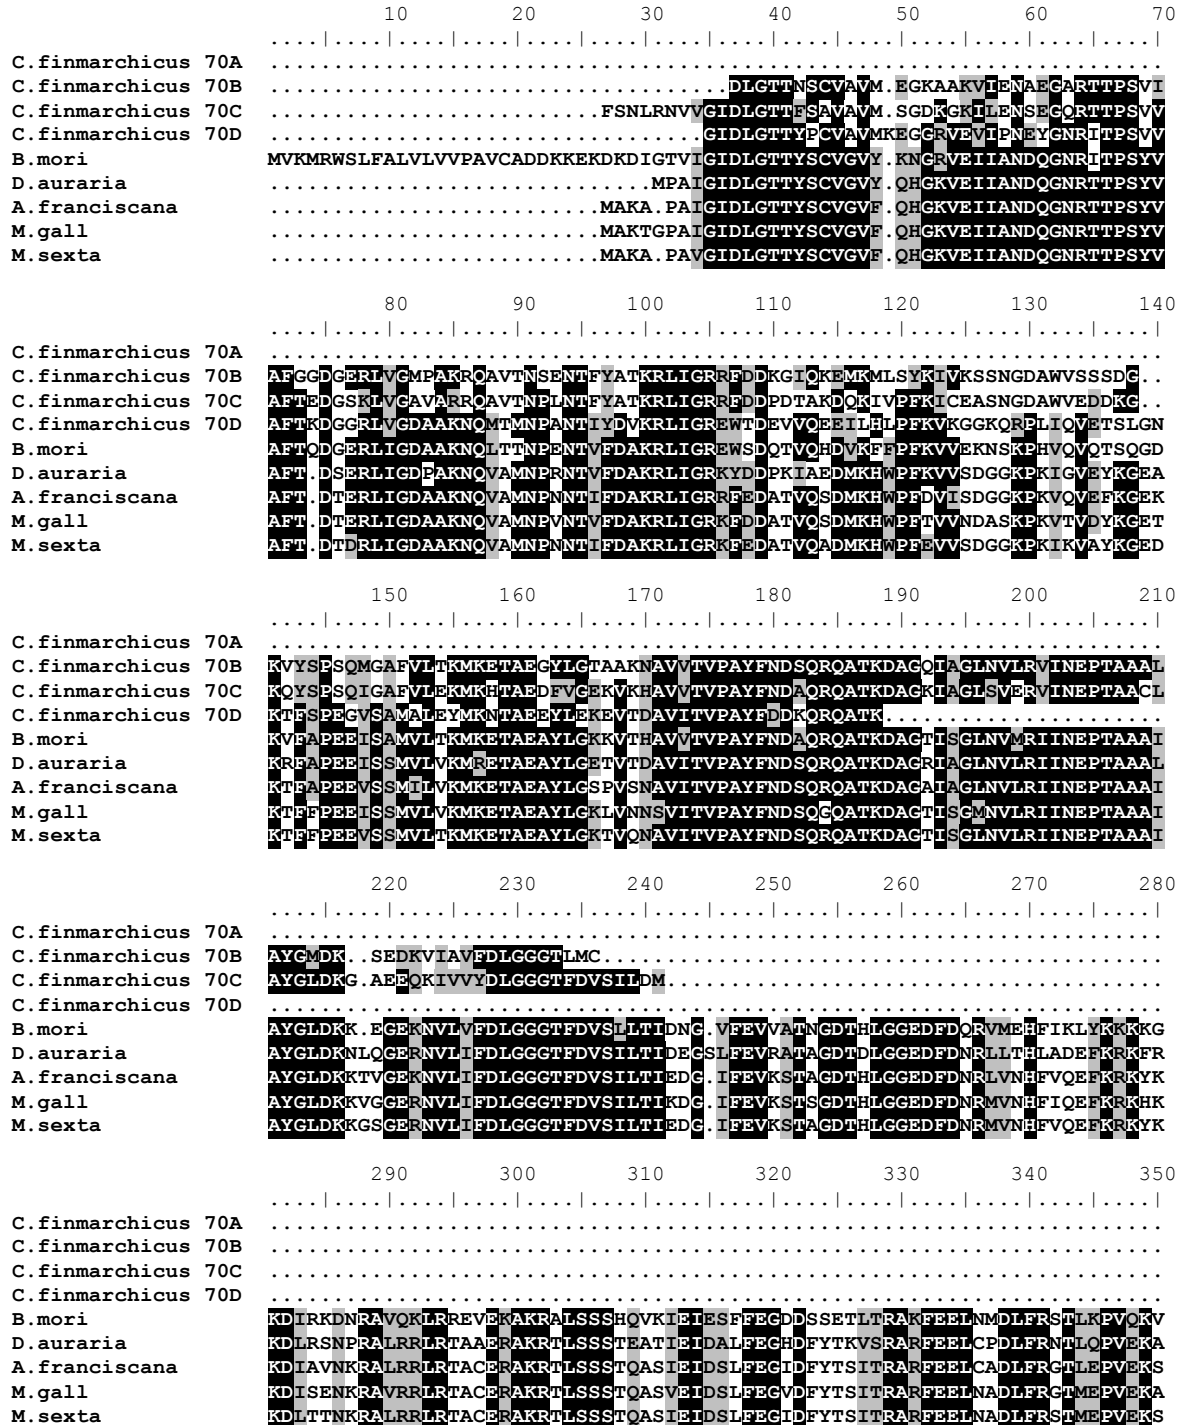 10 20 30 40 50 60 70
....|....|....|....|....|....|....|....|....|....|....|....|....|....|
C.finmarchicus 70A ......................................................................
C.finmarchicus 70B ....................................DLGTTNSCVAVM.EGKAAKVIENAEGARTTPSVI
C.finmarchicus 70C ..........................FSNLRNVVGIDLGTTFSAVAVM.SGDKGKILENSEGQRTTPSVV
C.finmarchicus 70D ..................................GIDLGTTYPCVAVMKEGGRVEVIPNEYGNRITPSVV
B.mori MVKMRWSLFALVLVVPAVCADDKKEKDKDIGTVIGIDLGTTYSCVGVY.KNGRVEIIANDQGNRITPSYV
D.auraria ..............................MPAIGIDLGTTYSCVGVY.QHGKVEIIANDQGNRTTPSYV
A.franciscana ..........................MAKA.PAIGIDLGTTYSCVGVF.QHGKVEIIANDQGNRTTPSYV
M.gall ..........................MAKTGPAIGIDLGTTYSCVGVF.QHGKVEIIANDQGNRTTPSYV
M.sexta ..........................MAKA.PAVGIDLGTTYSCVGVF.QHGKVEIIANDQGNRTTPSYV
80 90 100 110 120 130 140
....|....|....|....|....|....|....|....|....|....|....|....|....|....|
C.finmarchicus 70A ......................................................................
C.finmarchicus 70B AFGGDGERLVGMPAKRQAVTNSENTFYATKRLIGRRFDDKGIQKEMKMLSYKIVKSSNGDAWVSSSDG..
C.finmarchicus 70C AFTEDGSKLVGAVARRQAVTNPLNTFYATKRLIGRRFDDPDTAKDQKIVPFKICEASNGDAWVEDDKG..
C.finmarchicus 70D AFTKDGGRLVGDAAKNQMTMNPANTIYDVKRLIGREWTDEVVQEEILHLPFKVKGGKQRPLIQVETSLGN
B.mori AFTQDGERLIGDAAKNQLTTNPENTVFDAKRLIGREWSDQTVQHDVKFFPFKVVEKNSKPHVQVQTSQGD
D.auraria AFT.DSERLIGDPAKNQVAMNPRNTVFDAKRLIGRKYDDPKIAEDMKHWPFKVVSDGGKPKIGVEYKGEA
A.franciscana AFT.DTERLIGDAAKNQVAMNPNNTIFDAKRLIGRRFEDATVQSDMKHWPFDVISDGGKPKVQVEFKGEK
M.gall AFT.DTERLIGDAAKNQVAMNPVNTVFDAKRLIGRKFDDATVQSDMKHWPFTVVNDASKPKVTVDYKGET
M.sexta AFT.DTDRLIGDAAKNQVAMNPNNTIFDAKRLIGRKFEDATVQADMKHWPFEVVSDGGKPKIKVAYKGED
150 160 170 180 190 200 210
....|....|....|....|....|....|....|....|....|....|....|....|....|....|
C.finmarchicus 70A ......................................................................
C.finmarchicus 70B KVYSPSQMGAFVLTKMKETAEGYLGTAAKNAVVTVPAYFNDSQRQATKDAGQIAGLNVLRVINEPTAAAL
C.finmarchicus 70C KQYSPSQIGAFVLEKMKHTAEDFVGEKVKHAVVTVPAYFNDAQRQATKDAGKIAGLSVERVINEPTAACL
C.finmarchicus 70D KTFSPEGVSAMALEYMKNTAEEYLEKEVTDAVITVPAYFDDKQRQATK......................
B.mori KVFAPEEISAMVLTKMKETAEAYLGKKVTHAVVTVPAYFNDAQRQATKDAGTISGLNVMRIINEPTAAAI
D.auraria KRFAPEEISSMVLVKMRETAEAYLGETVTDAVITVPAYFNDSQRQATKDAGRIAGLNVLRIINEPTAAAL
A.franciscana KTFAPEEVSSMILVKMKETAEAYLGSPVSNAVITVPAYFNDSQRQATKDAGAIAGLNVLRIINEPTAAAI
M.gall KTFFPEEISSMVLVKMKETAEAYLGKLVNNSVITVPAYFNDSQGQATKDAGTISGMNVLRIINEPTAAAI
M.sexta KTFFPEEVSSMVLTKMKETAEAYLGKTVQNAVITVPAYFNDSQRQATKDAGTISGLNVLRIINEPTAAAI
220 230 240 250 260 270 280
....|....|....|....|....|....|....|....|....|....|....|....|....|....|
C.finmarchicus 70A ......................................................................
C.finmarchicus 70B AYGMDK..SEDKVIAVFDLGGGTLMC............................................
C.finmarchicus 70C AYGLDKG.AEEQKIVVYDLGGGTFDVSILDM.......................................
C.finmarchicus 70D ......................................................................
B.mori AYGLDKK.EGEKNVLVFDLGGGTFDVSLLTIDNG.VFEVVATNGDTHLGGEDFDQRVMEHFIKLYKKKKG
D.auraria AYGLDKNLQGERNVLIFDLGGGTFDVSILTIDEGSLFEVRATAGDTDLGGEDFDNRLLTHLADEFKRKFR
A.franciscana AYGLDKKTVGEKNVLIFDLGGGTFDVSILTIEDG.IFEVKSTAGDTHLGGEDFDNRLVNHFVQEFKRKYK
M.gall AYGLDKKVGGERNVLIFDLGGGTFDVSILTIKDG.IFEVKSTSGDTHLGGEDFDNRMVNHFIQEFKRKHK
M.sexta AYGLDKKGSGERNVLIFDLGGGTFDVSILTIEDG.IFEVKSTAGDTHLGGEDFDNRMVNHFVQEFKRKYK
290 300 310 320 330 340 350
....|....|....|....|....|....|....|....|....|....|....|....|....|....|
C.finmarchicus 70A ......................................................................
C.finmarchicus 70B ......................................................................
C.finmarchicus 70C ......................................................................
C.finmarchicus 70D ......................................................................
B.mori KDIRKDNRAVQKLRREVEKAKRALSSSHQVKIEIESFFEGDDSSETLTRAKFEELNMDLFRSTLKPVQKV
D.auraria KDLRSNPRALRRLRTAAERAKRTLSSSTEATIEIDALFEGHDFYTKVSRARFEELCPDLFRNTLQPVEKA
A.franciscana KDIAVNKRALRRLRTACERAKRTLSSSTQASIEIDSLFEGIDFYTSITRARFEELCADLFRGTLEPVEKS
M.gall KDISENKRAVRRLRTACERAKRTLSSSTQASVEIDSLFEGVDFYTSITRARFEELNADLFRGTMEPVEKA
M.sexta KDLTTNKRALRRLRTACERAKRTLSSSTQASIEIDSLFEGIDFYTSITRARFEELNADLFRSTMEPVEKS